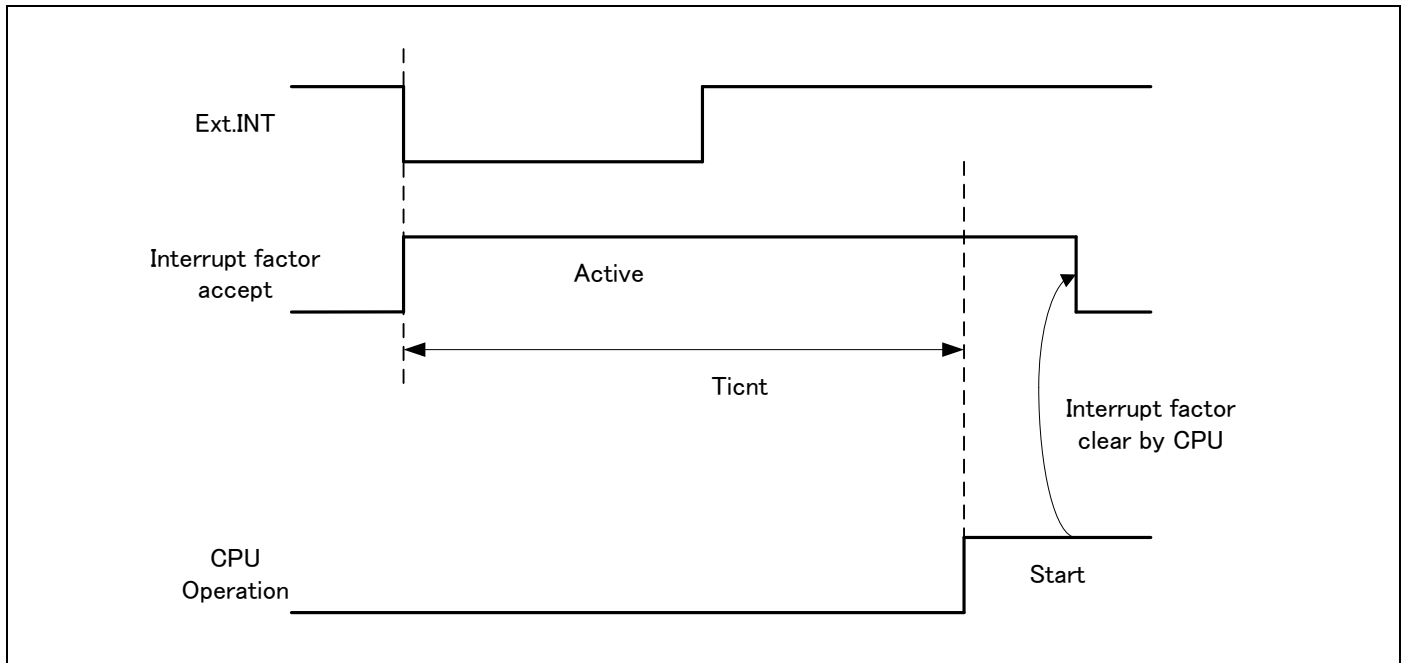 Ext.INT
Interrupt factor
accept
Active
Ticnt
Interrupt factor
clear by CPU
CPU
Operation
Start